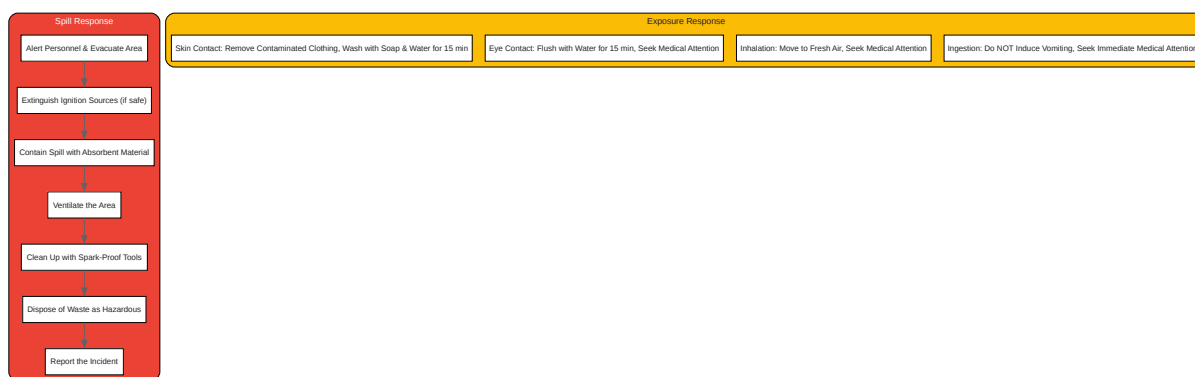 Spill Response
Alert Personnel & Evacuate Area
Extinguish Ignition Sources (if safe)
Contain Spill with Absorbent Material
Ventilate the Area
Clean Up with Spark-Proof Tools
Dispose of Waste as Hazardous
Report the Incident
Exposure Response
Skin Contact: Remove Contaminated Clothing, Wash with Soap & Water for 15 min
Eye Contact: Flush with Water for 15 min, Seek Medical Attention
Inhalation: Move to Fresh Air, Seek Medical Attention
Ingestion: Do NOT Induce Vomiting, Seek Immediate Medical Attention